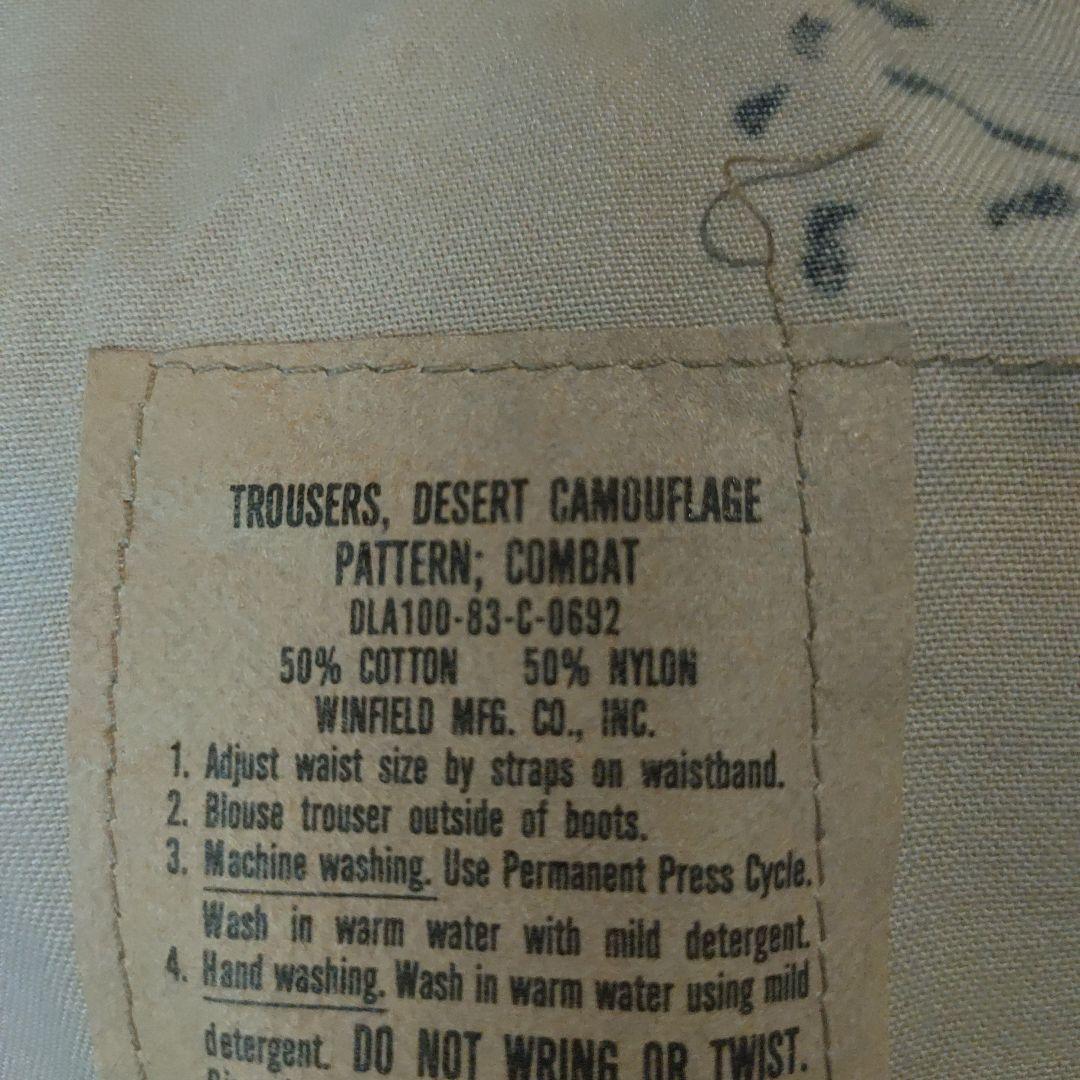 TROUSERS, DESERT CAMOUFLAGE
PATTERN; COMBAT
DLA100-83-C-0692
50% COTTON 50% NYLON
WINFIELD MFG. CO., INC.
1. Adjust waist size by straps on waistband.
2. Blouse trouser outside of boots.
3. Machine washing. Use Permanent Press Cycle.
Wash in warm water with mild detergent.
4. Hand washing. Wash in warm water using mild
detergent. DO NOT WRING OR TWIST.